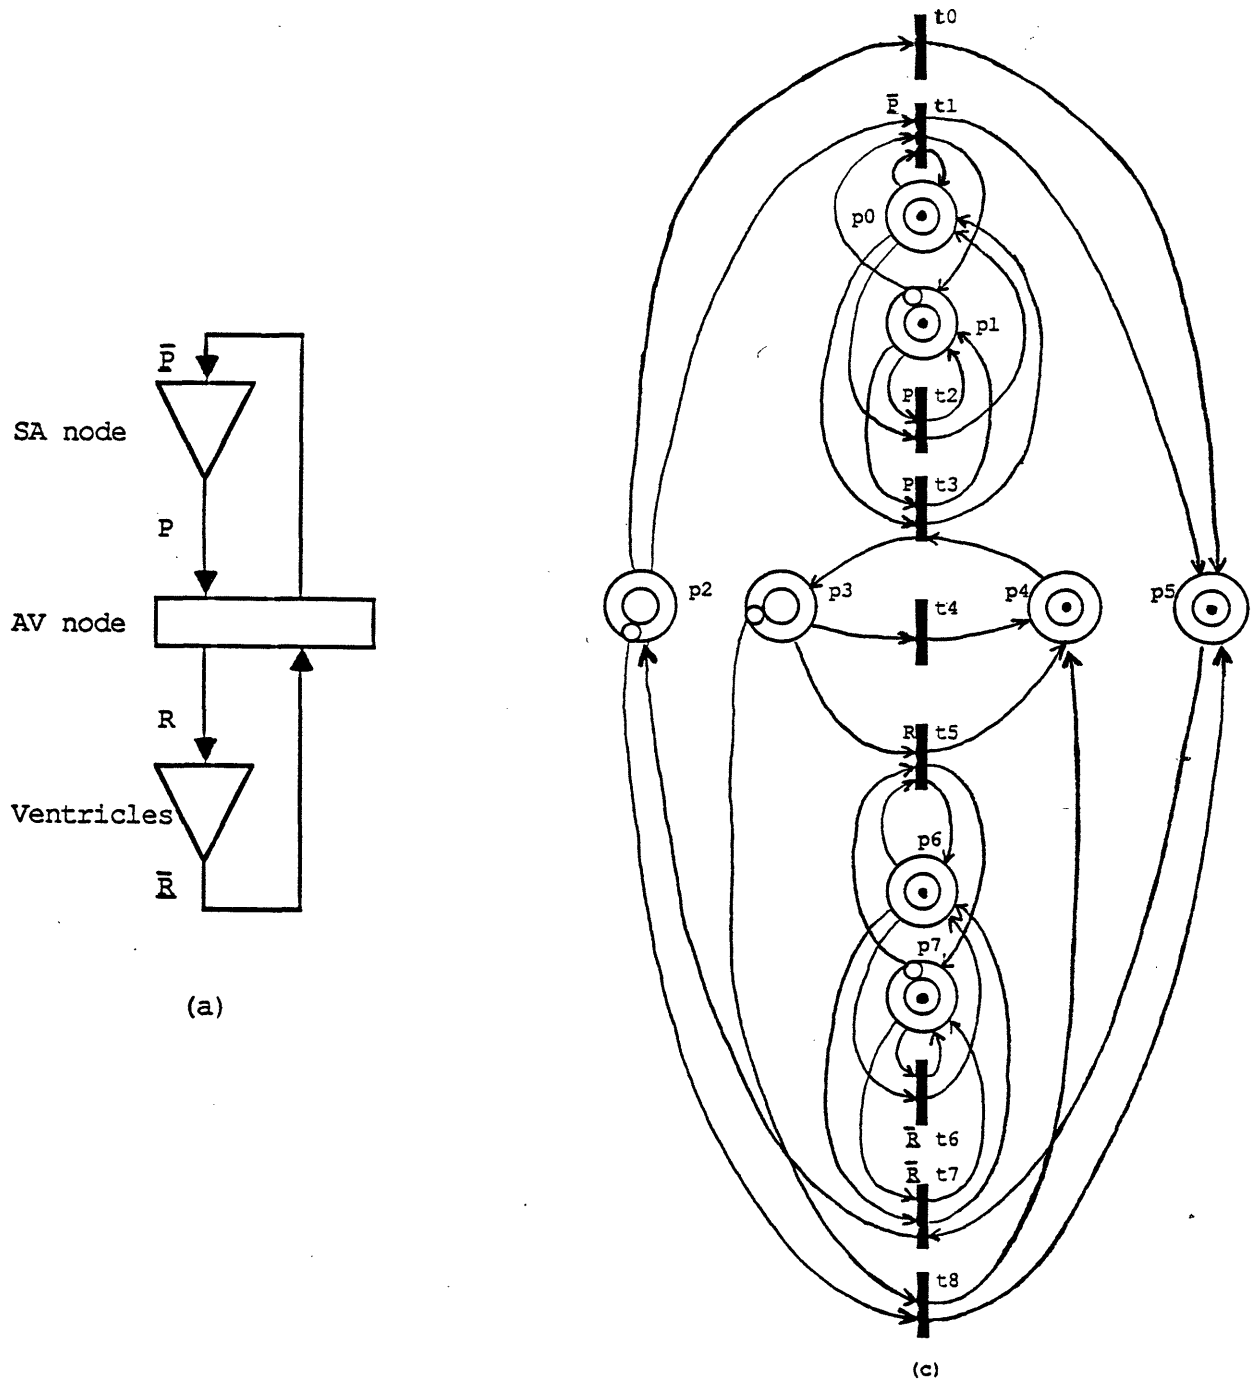 P̅
SA node
P
AV node
R
Ventricles
R̅
(a)
t0
P̅ t1
p0
p1
P t2
P t3
p2
p3
p4
p5
t4
R t5
p6
p7
R̅ t6
R̅ t7
t8
(c)